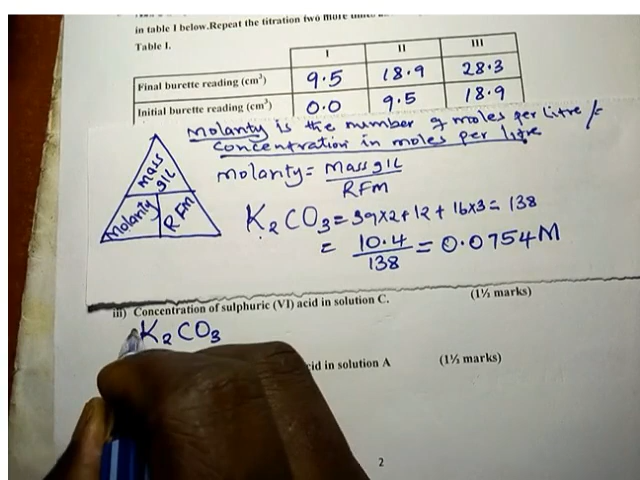 in table 1 below.Repeat the titration two more
Table 1.
I II III
Final burette reading (cm³) 9.5 18.9 28.3
Initial burette reading (cm³) 0.0 9.5 18.9
Molarity is the number of moles per litre /
Concentration in moles per litre
Mass g/L
Molarity RFM
Molarity = Mass g/L
RFM
K₂CO₃ = 39x2 + 12 + 16x3 = 138
= 10.4 = 0.0754M
138
iii) Concentration of sulphuric (VI) acid in solution C. (1½ marks)
K₂CO₃
cid in solution A (1½ marks)
2